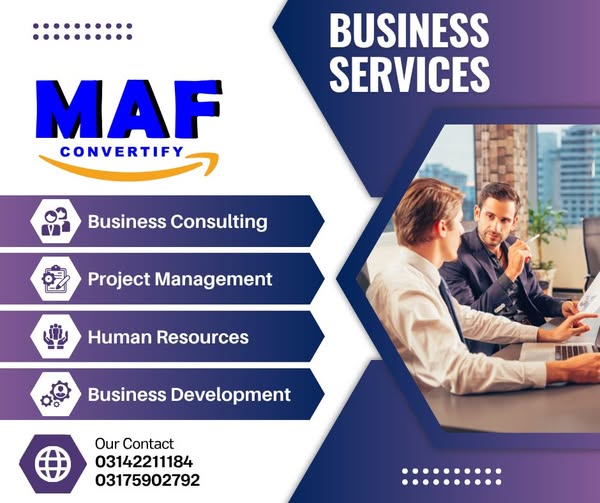 BUSINESS
SERVICES
MAF
CONVERTIFY
Business Consulting
Project Management
Human Resources
Business Development
Our Contact
03142211184
03175902792